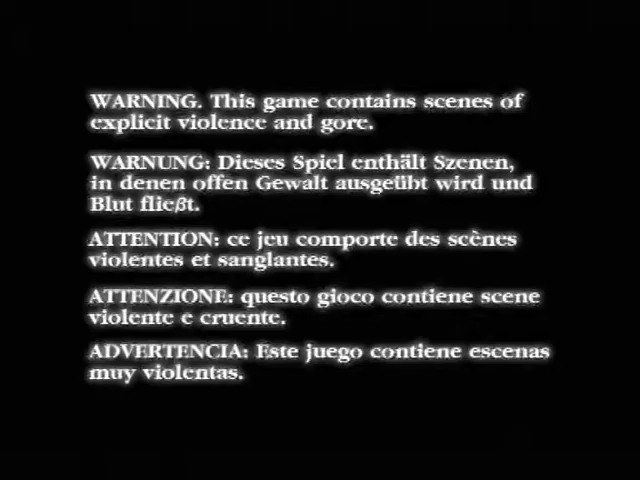 WARNING. This game contains scenes of
explicit violence and gore.
WARNUNG: Dieses Spiel enthält Szenen,
in denen offen Gewalt ausgeübt wird und
Blut fließt.
ATTENTION: ce jeu comporte des scènes
violentes et sanglantes.
ATTENZIONE: questo gioco contiene scene
violente e cruente.
ADVERTENCIA: Este juego contiene escenas
muy violentas.